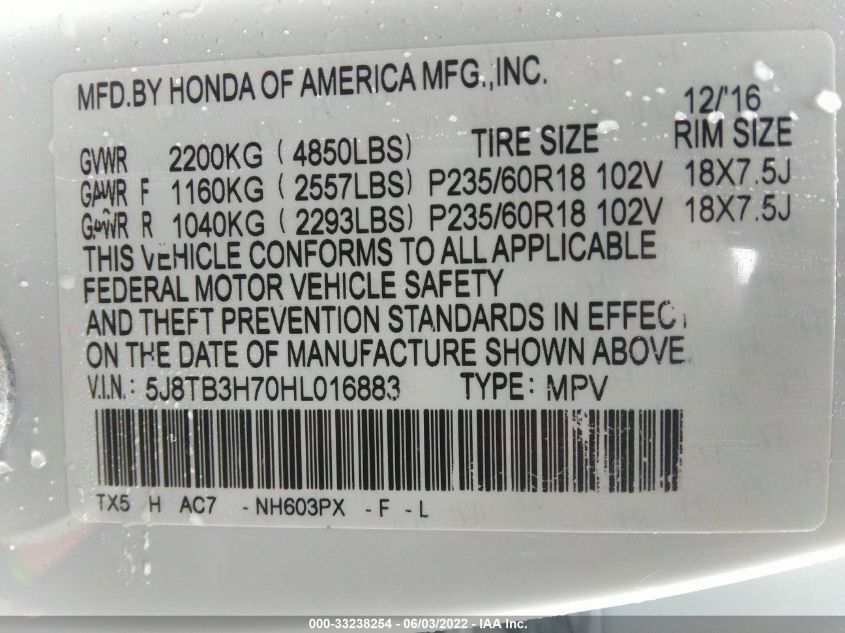 MFD.BY HONDA OF AMERICA MFG.,INC.
12/'16
GVWR 2200KG (4850LBS) TIRE SIZE RIM SIZE
GAWR F 1160KG (2557LBS) P235/60R18 102V 18X7.5J
GAWR R 1040KG (2293LBS) P235/60R18 102V 18X7.5J
THIS VEHICLE CONFORMS TO ALL APPLICABLE
FEDERAL MOTOR VEHICLE SAFETY
AND THEFT PREVENTION STANDARDS IN EFFECT
ON THE DATE OF MANUFACTURE SHOWN ABOVE.
V.I.N.: 5J8TB3H70HL016883 TYPE: MPV
TX5 H AC7 -NH603PX -F -L
000-33238254 - 06/03/2022 - IAA Inc.